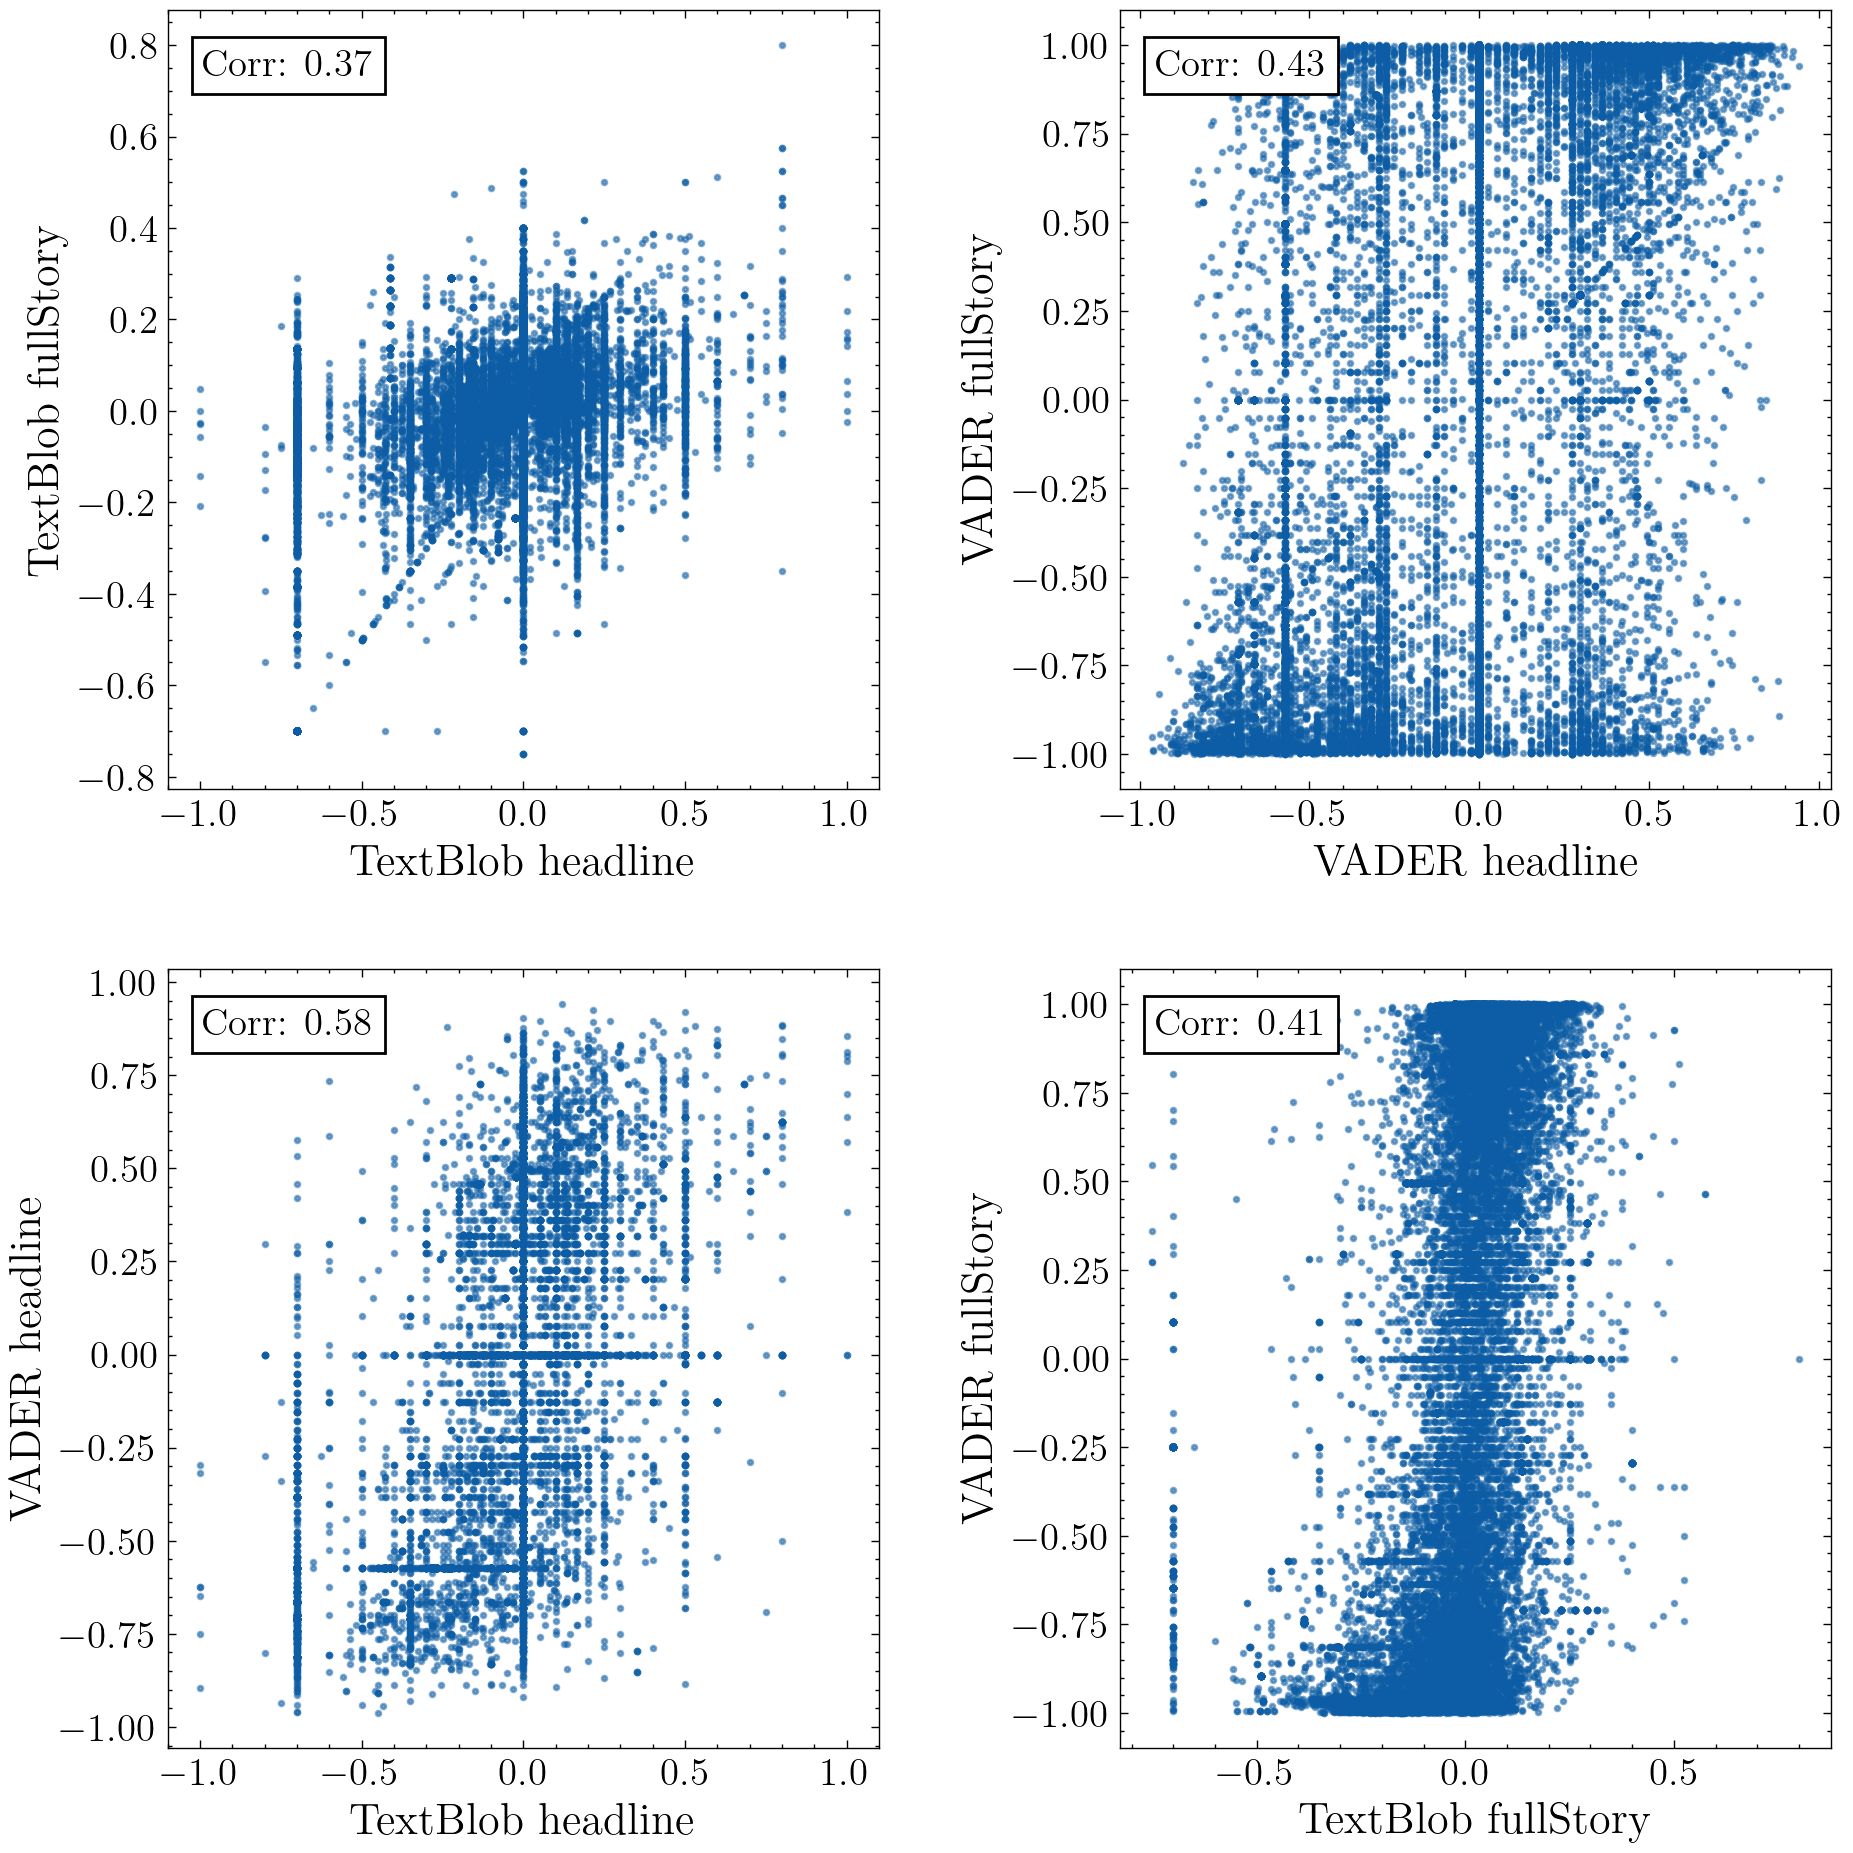 Corr: 0.37
0.8
0.6
0.4
0.2
0.0
−0.2
−0.4
−0.6
−0.8
TextBlob fullStory
−1.0 −0.5 0.0 0.5 1.0
TextBlob headline
Corr: 0.43
1.00
0.75
0.50
0.25
0.00
−0.25
−0.50
−0.75
−1.00
VADER fullStory
−1.0 −0.5 0.0 0.5 1.0
VADER headline
Corr: 0.58
1.00
0.75
0.50
0.25
0.00
−0.25
−0.50
−0.75
−1.00
VADER headline
−1.0 −0.5 0.0 0.5 1.0
TextBlob headline
Corr: 0.41
1.00
0.75
0.50
0.25
0.00
−0.25
−0.50
−0.75
−1.00
VADER fullStory
−0.5 0.0 0.5
TextBlob fullStory